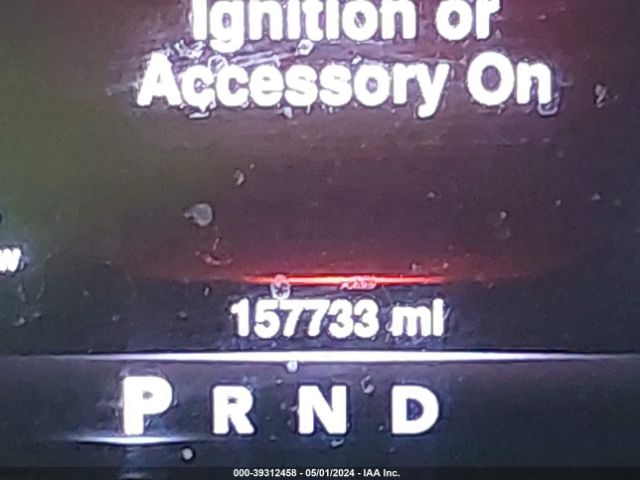 Ignition or
Accessory On
w
157733 mi
P R N D
000-39312458 - 05/01/2024 - IAA Inc.